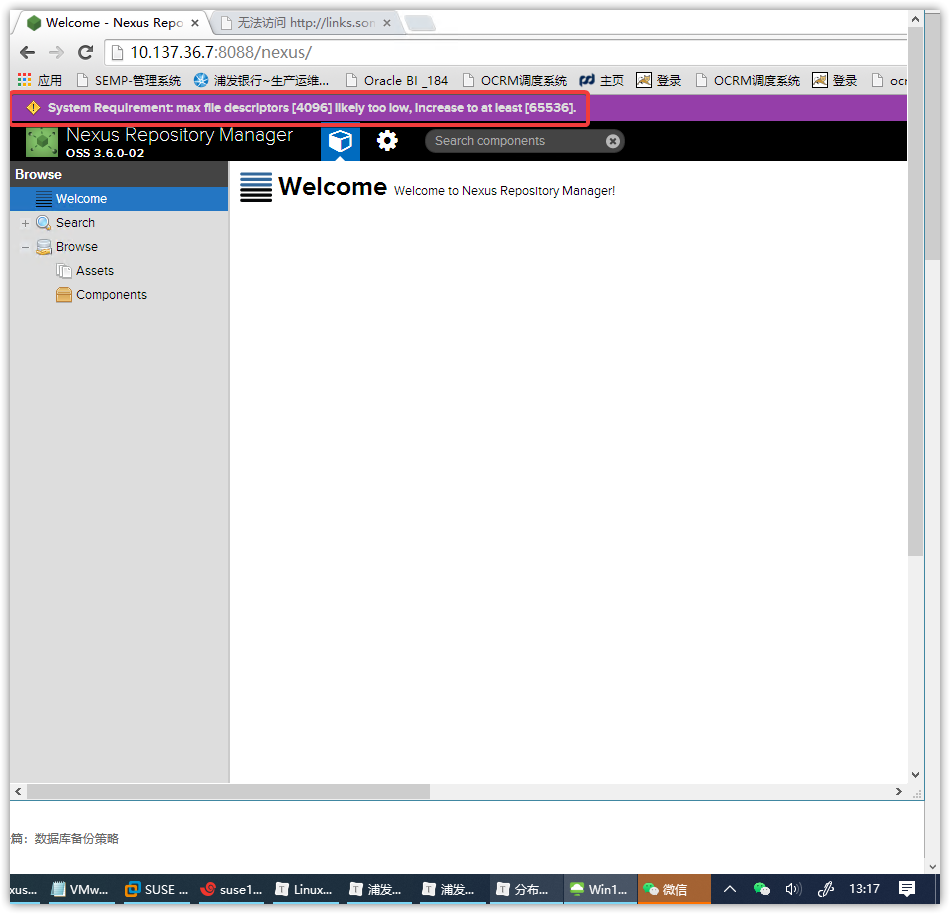 Welcome - Nexus Repo
无法访问 http://links.son
10.137.36.7:8088/nexus/
应用 SEMP-管理系统 浦发银行~生产运维... Oracle BI _184 OCRM调度系统 主页 登录 OCRM调度系统 登录 ocr
System Requirement: max file descriptors [4096] likely too low, increase to at least [65536].
Nexus Repository Manager
OSS 3.6.0-02
Search components
Browse
Welcome
Search
Browse
Assets
Components
Welcome Welcome to Nexus Repository Manager!
篇：数据库备份策略
xus... VMw... SUSE ... suse1... Linux... 浦发... 浦发... 分布... Win1... 微信 13:17